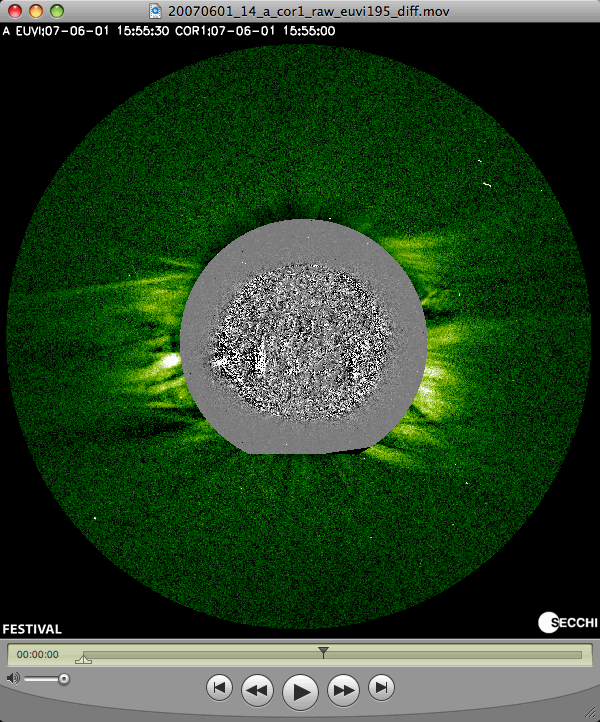 20070601_14_a_cor1_raw_euvi195_diff.mov
A EUVI:07-06-01 15:55:30 COR1:07-06-01 15:55:00
FESTIVAL
SECCHI
00:00:00